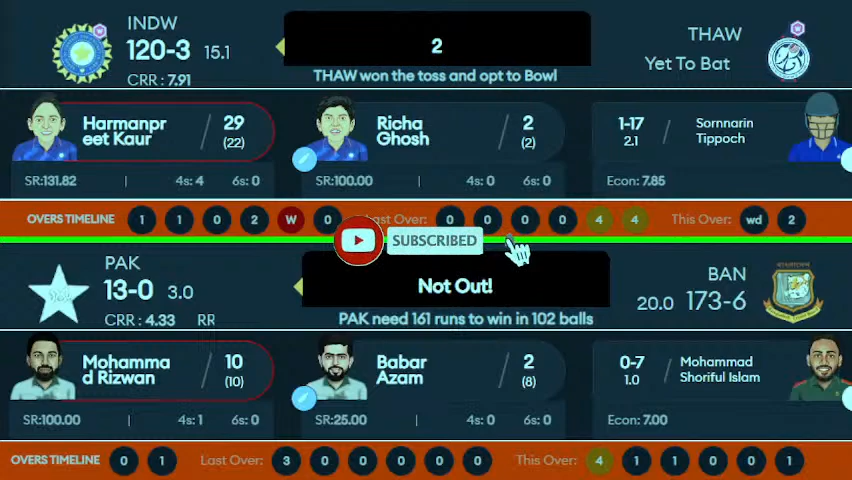 INDW
120-3 15.1
CRR : 7.91
2
THAW won the toss and opt to Bowl
THAW
Yet To Bat
Harmanpr
eet Kaur
29
(22)
SR:131.82 | 4s: 4 6s: 0
Richa
Ghosh
2
(2)
SR:100.00 4s: 0 6s: 0
1-17
2.1
Sornnarin
Tippoch
Econ: 7.85
OVERS TIMELINE 1 1 0 2 W 0 Last Over: 0 0 0 0 4 4 This Over: wd 2
SUBSCRIBED
PAK
13-0 3.0
CRR : 4.33 RR
Not Out!
PAK need 161 runs to win in 102 balls
BAN
20.0 173-6
Mohamma
d Rizwan
10
(10)
SR:100.00 | 4s: 1 6s: 0
Babar
Azam
2
(8)
SR:25.00 4s: 0 6s: 0
0-7
1.0
Mohammad
Shoriful Islam
Econ: 7.00
OVERS TIMELINE 0 1 Last Over: 3 0 0 0 0 0 This Over: 4 1 1 0 0 1